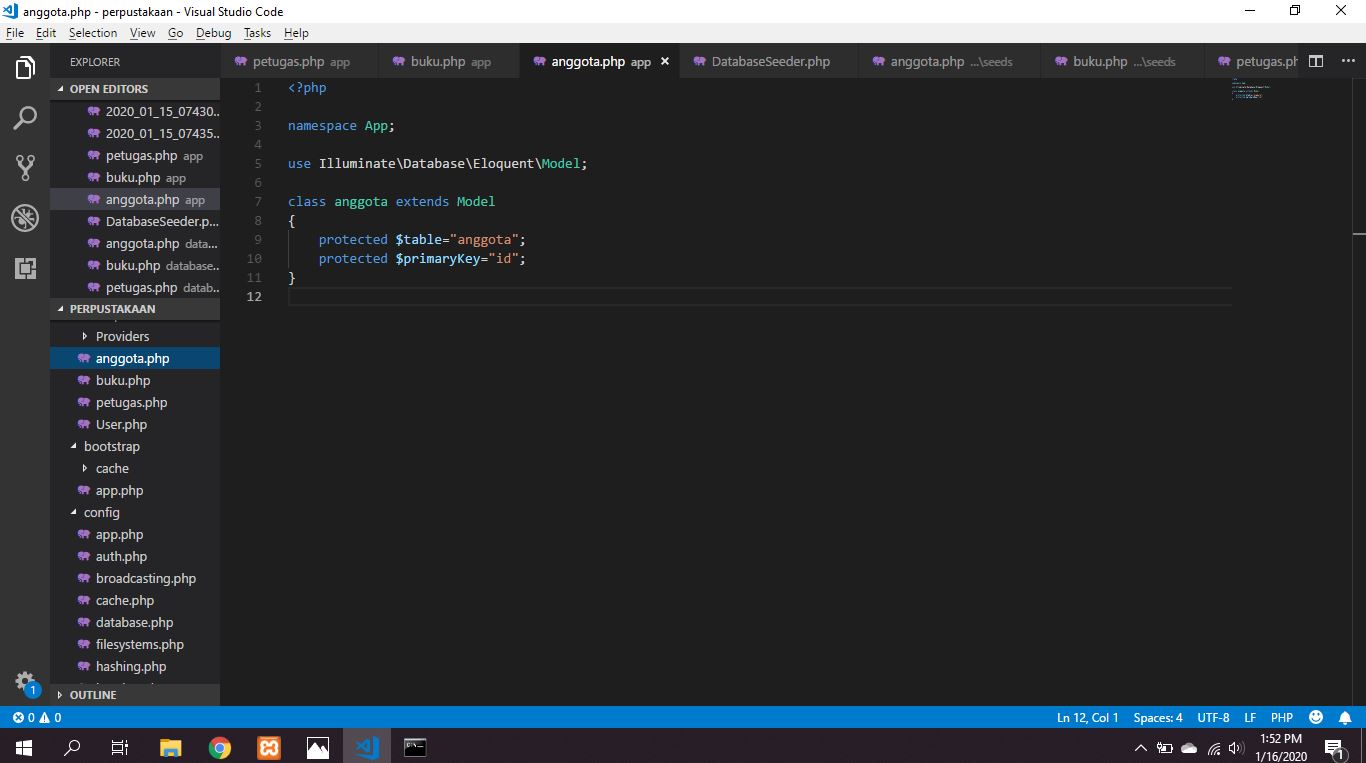 anggota.php - perpustakaan - Visual Studio Code
File Edit Selection View Go Debug Tasks Help
EXPLORER
OPEN EDITORS
2020_01_15_07430...
2020_01_15_07435...
petugas.php app
buku.php app
anggota.php app
DatabaseSeeder.p...
anggota.php data...
buku.php database...
petugas.php datab...
PERPUSTAKAAN
Providers
anggota.php
buku.php
petugas.php
User.php
bootstrap
cache
app.php
config
app.php
auth.php
broadcasting.php
cache.php
database.php
filesystems.php
hashing.php
OUTLINE
petugas.php app
buku.php app
anggota.php app
DatabaseSeeder.php
anggota.php ...\seeds
buku.php ...\seeds
petugas.ph
1 <?php
2
3 namespace App;
4
5 use Illuminate\Database\Eloquent\Model;
6
7 class anggota extends Model
8 {
9 protected $table="anggota";
10 protected $primaryKey="id";
11 }
12
1
0 0
Ln 12, Col 1 Spaces: 4 UTF-8 LF PHP
1:52 PM
1/16/2020
1